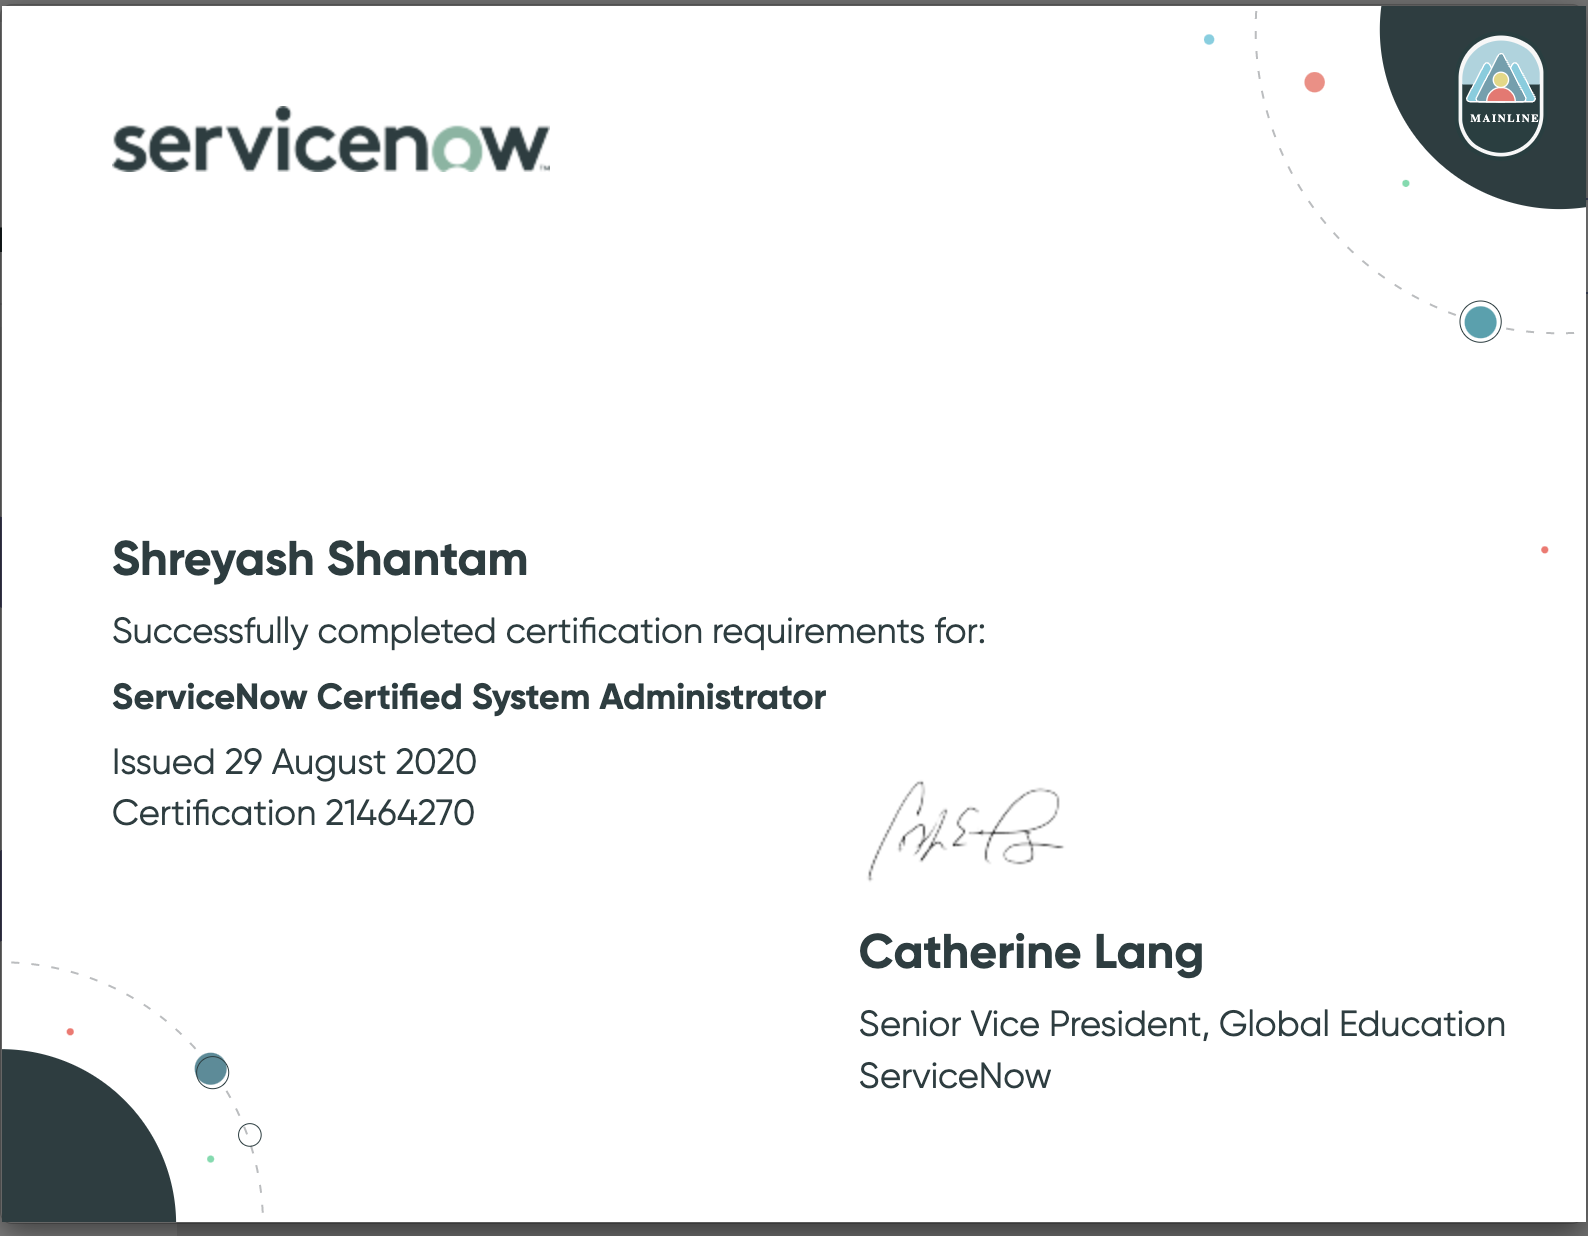 servicenow
MAINLINE
Shreyash Shantam
Successfully completed certification requirements for:
ServiceNow Certified System Administrator
Issued 29 August 2020
Certification 21464270
Catherine Lang
Senior Vice President, Global Education
ServiceNow